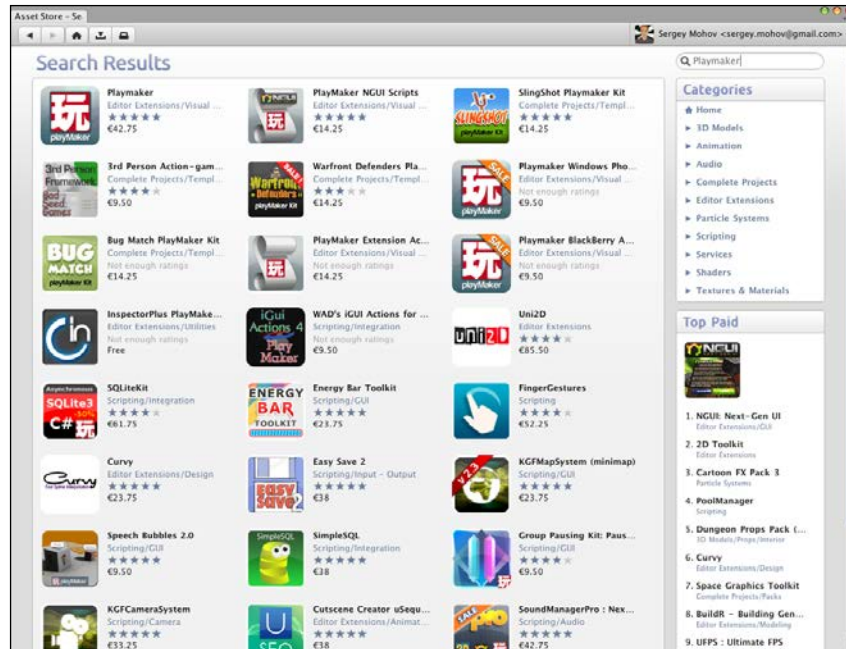 Asset Store – Se
Sergey Mohov <sergey.mohov@gmail.com>
Search Results
Playmaker
Playmaker
Editor Extensions/Visual ...
€42.75
PlayMaker NGUI Scripts
Editor Extensions/Visual ...
€14.25
SlingShot Playmaker Kit
Complete Projects/Templ...
€14.25
3rd Person Action-gam...
Complete Projects/Templ...
€9.50
Warfront Defenders Pla...
Complete Projects/Templ...
€14.25
Playmaker Windows Pho...
Editor Extensions/Visual ...
Not enough ratings
€9.50
Bug Match PlayMaker Kit
Complete Projects/Templ...
Not enough ratings
€14.25
PlayMaker Extension Ac...
Editor Extensions/Visual ...
Not enough ratings
€14.25
Playmaker BlackBerry A...
Editor Extensions/Visual ...
Not enough ratings
€9.50
InspectorPlus PlayMake...
Editor Extensions/Utilities
Not enough ratings
Free
WAD's iGUI Actions for ...
Scripting/Integration
Not enough ratings
€9.50
Uni2D
Editor Extensions
€85.50
SQLiteKit
Scripting/Integration
€61.75
Energy Bar Toolkit
Scripting/GUI
€23.75
FingerGestures
Scripting
€52.25
Curvy
Editor Extensions/Design
€23.75
Easy Save 2
Scripting/Input - Output
€38
KGFMapSystem (minimap)
Scripting/GUI
€23.75
Speech Bubbles 2.0
Scripting/GUI
€9.50
SimpleSQL
Scripting/Integration
€38
Group Pausing Kit: Paus...
Scripting/GUI
€9.50
KGFCameraSystem
Scripting/Camera
€33.25
Cutscene Creator uSequ...
Editor Extensions/Animat...
€38
SoundManagerPro : Nex...
Scripting/Audio
€42.75
Categories
Home
3D Models
Animation
Audio
Complete Projects
Editor Extensions
Particle Systems
Scripting
Services
Shaders
Textures & Materials
Top Paid
1. NGUI: Next-Gen UI
Editor Extensions/GUI
2. 2D Toolkit
Editor Extensions
3. Cartoon FX Pack 3
Particle Systems
4. PoolManager
Scripting
5. Dungeon Props Pack (...
3D Models/Props/Interior
6. Curvy
Editor Extensions/Design
7. Space Graphics Toolkit
Complete Projects/Packs
8. BuildR - Building Gen...
Editor Extensions/Modeling
9. UFPS : Ultimate FPS